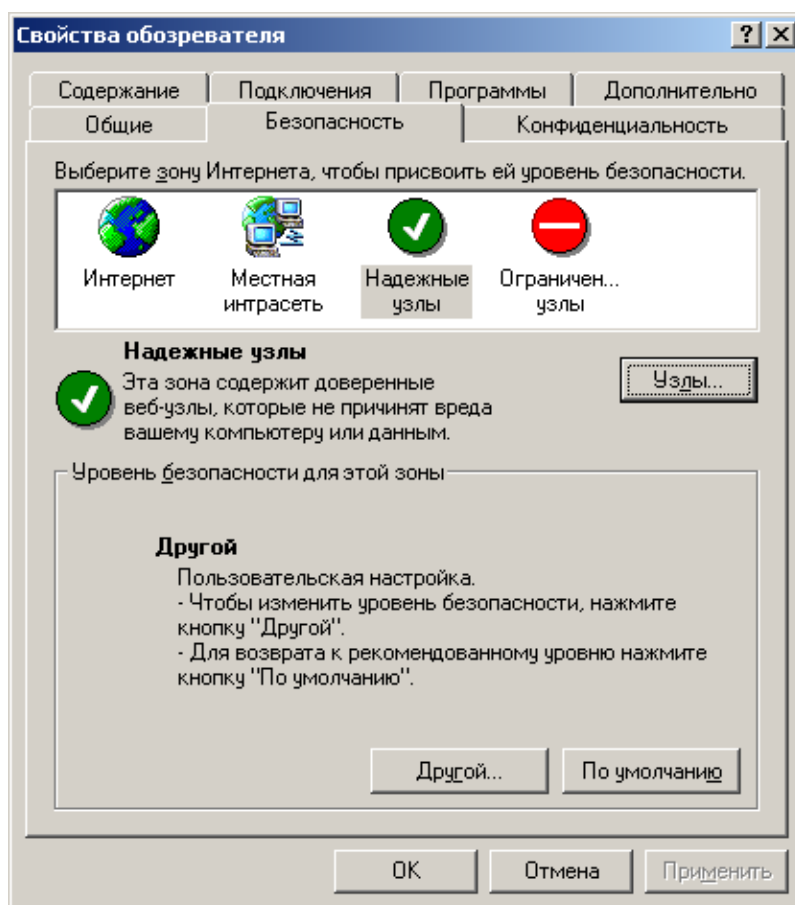 Свойства обозревателя
Содержание Подключения Программы Дополнительно
Общие Безопасность Конфиденциальность
Выберите зону Интернета, чтобы присвоить ей уровень безопасности.
Интернет Местная Надежные Ограничен...
интрасеть узлы узлы
Надежные узлы
Эта зона содержит доверенные
веб-узлы, которые не причинят вреда
вашему компьютеру или данным.
Узлы...
Уровень безопасности для этой зоны
Другой
Пользовательская настройка.
- Чтобы изменить уровень безопасности, нажмите
кнопку "Другой".
- Для возврата к рекомендованному уровню нажмите
кнопку "По умолчанию".
Другой... По умолчанию
OK Отмена Применить